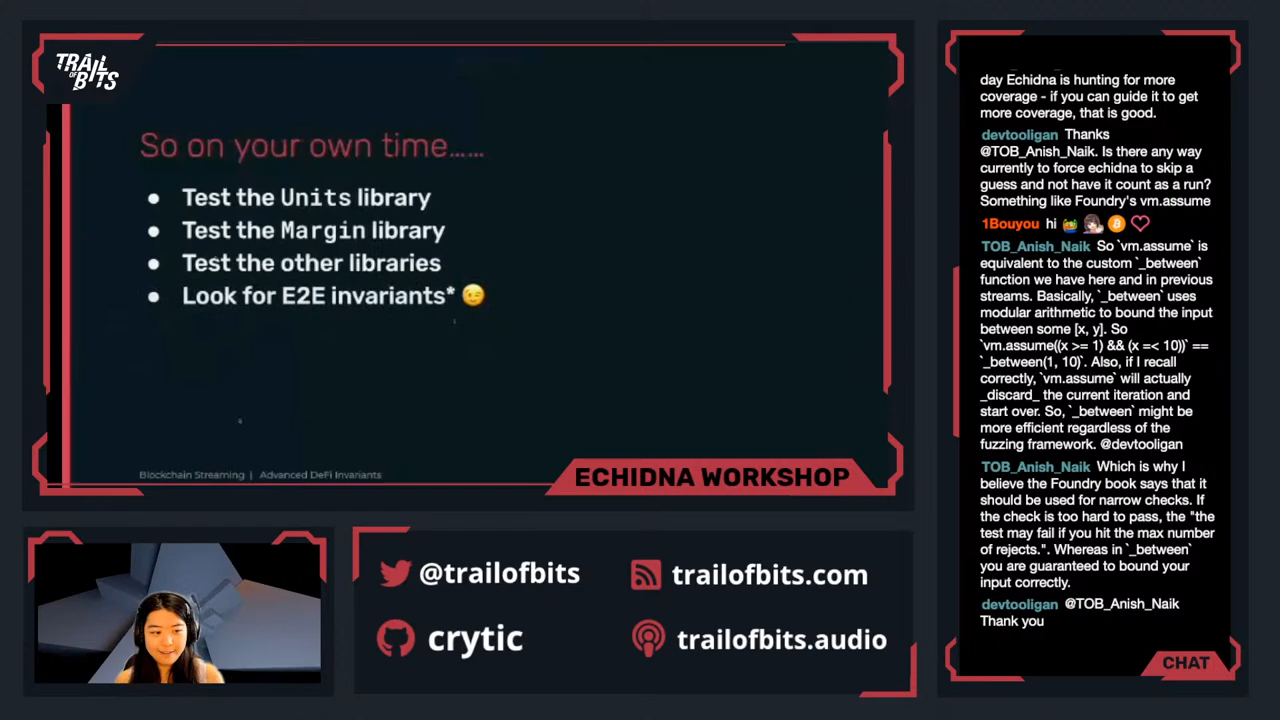 TRAIL
OF
BITS
So on your own time......
● Test the Units library
● Test the Margin library
● Test the other libraries
● Look for E2E invariants* 😉
Blockchain Streaming | Advanced DeFi Invariants
ECHIDNA WORKSHOP
@trailofbits
trailofbits.com
crytic
trailofbits.audio
day Echidna is hunting for more
coverage - if you can guide it to get
more coverage, that is good.
devtooligan Thanks
@TOB_Anish_Naik. Is there any way
currently to force echidna to skip a
guess and not have it count as a run?
Something like Foundry's vm.assume
1Bouyou hi
TOB_Anish_Naik So `vm.assume` is
equivalent to the custom `_between`
function we have here and in previous
streams. Basically, `_between` uses
modular arithmetic to bound the input
between some [x, y]. So
`vm.assume((x >= 1) && (x =< 10))` ==
`_between(1, 10)`. Also, if I recall
correctly, `vm.assume` will actually
_discard_ the current iteration and
start over. So, `_between` might be
more efficient regardless of the
fuzzing framework. @devtooligan
TOB_Anish_Naik Which is why I
believe the Foundry book says that it
should be used for narrow checks. If
the check is too hard to pass, the "the
test may fail if you hit the max number
of rejects.". Whereas in `_between`
you are guaranteed to bound your
input correctly.
devtooligan @TOB_Anish_Naik
Thank you
CHAT